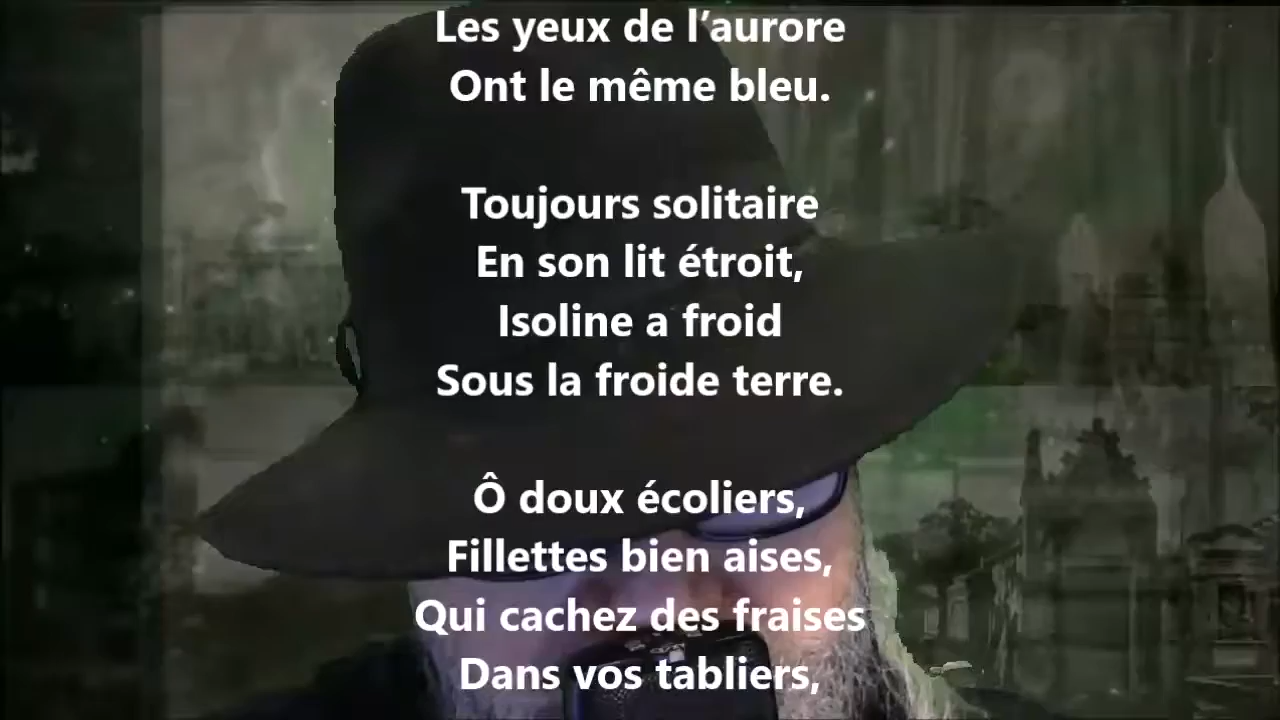 Les yeux de l’aurore
Ont le même bleu.
Toujours solitaire
En son lit étroit,
Isoline a froid
Sous la froide terre.
Ô doux écoliers,
Fillettes bien aises,
Qui cachez des fraises
Dans vos tabliers,